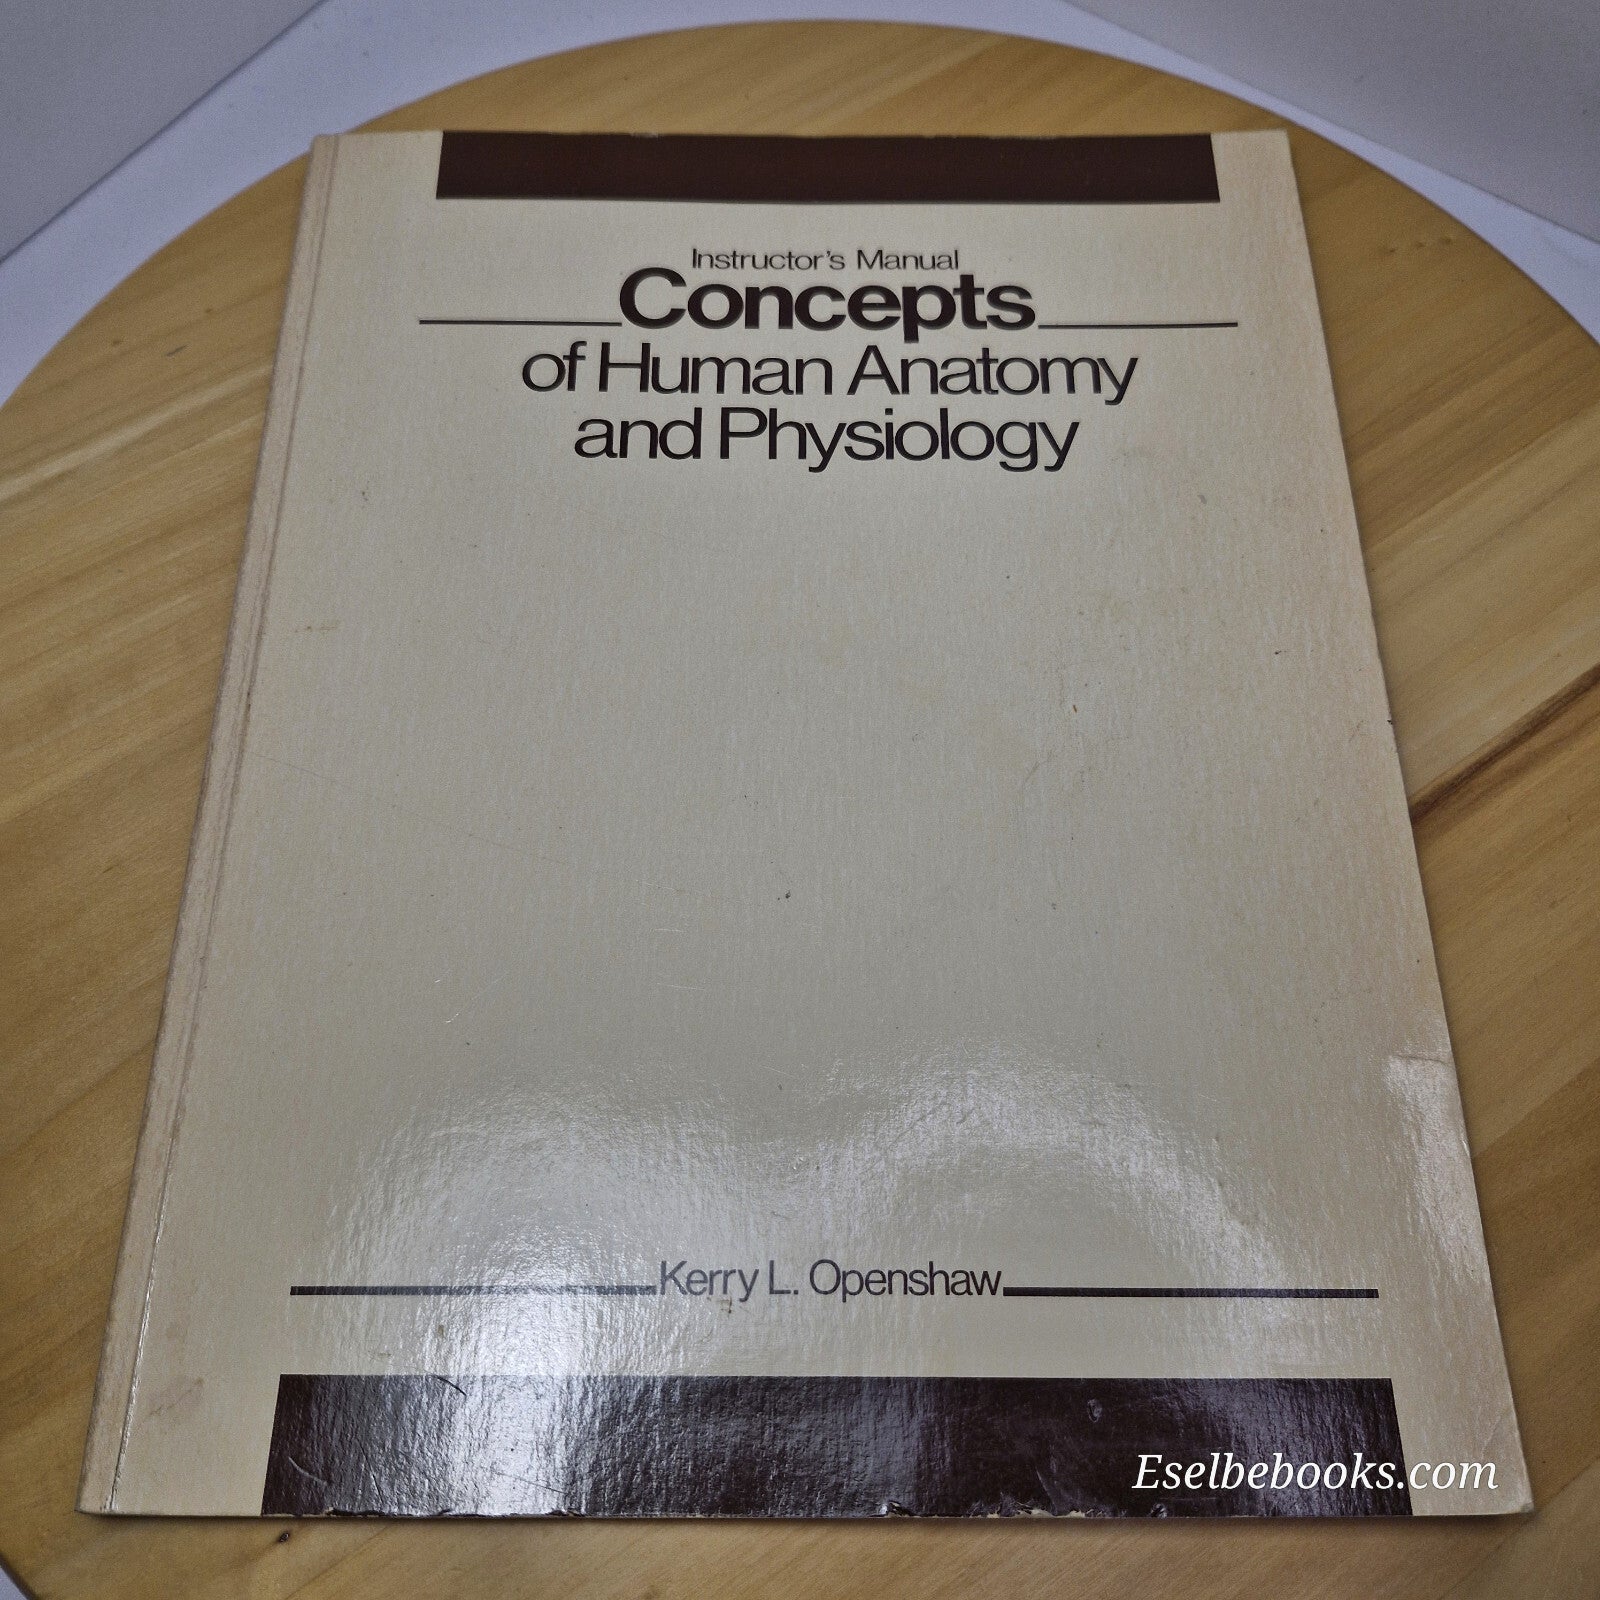 Instructor's Manual
Concepts
of Human Anatomy
and Physiology
Kerry L. Openshaw
Eselbebooks.com